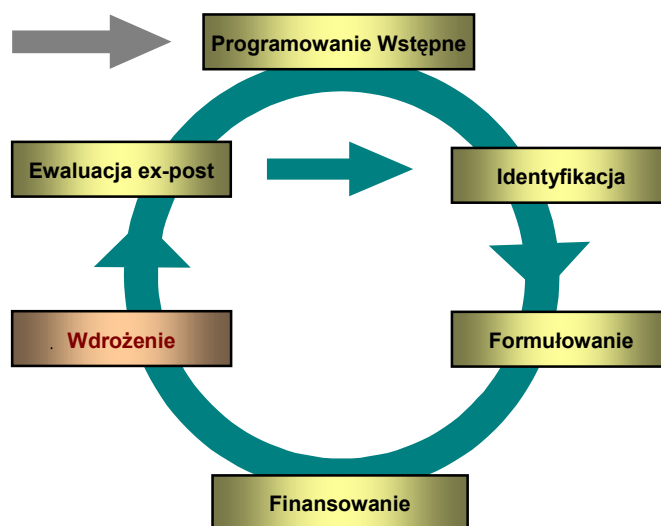 Programowanie Wstępne
Ewaluacja ex-post
Identyfikacja
. Wdrożenie
Formułowanie
Finansowanie